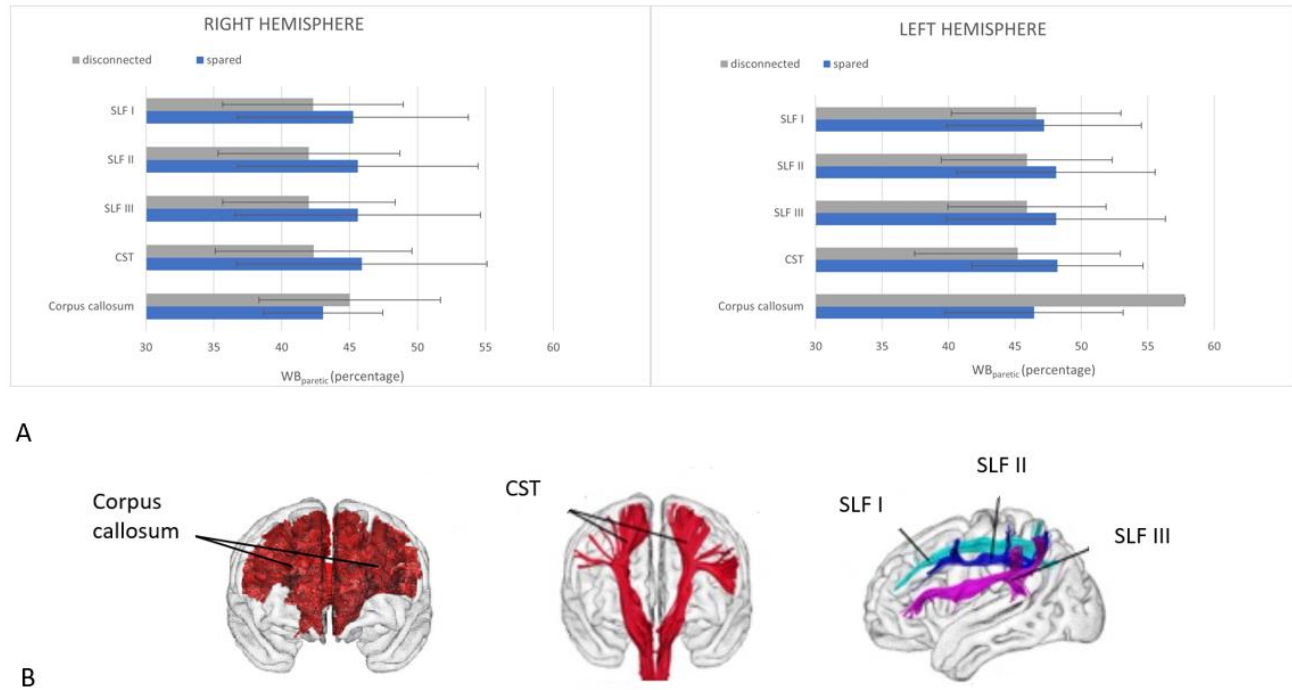 RIGHT HEMISPHERE
disconnected spared
SLF I
SLF II
SLF III
CST
Corpus callosum
30 35 40 45 50 55 60
WBparetic (percentage)
LEFT HEMISPHERE
disconnected spared
SLF I
SLF II
SLF III
CST
Corpus callosum
30 35 40 45 50 55 60
WBparetic (percentage)
A
Corpus
callosum
CST
SLF I
SLF II
SLF III
B